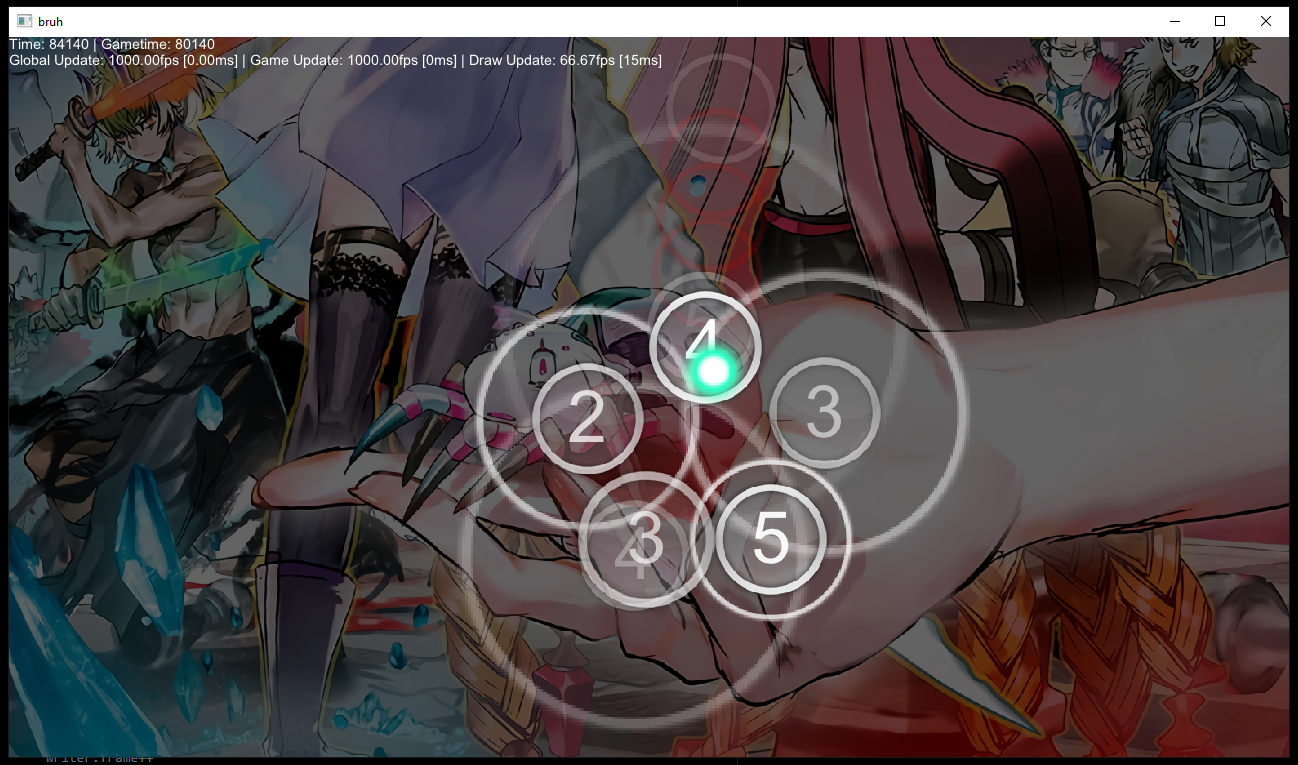 bruh
Time: 84140 | Gametime: 80140
Global Update: 1000.00fps [0.00ms] | Game Update: 1000.00fps [0ms] | Draw Update: 66.67fps [15ms]
5
4
2
3
3
4
5
writer.frame++